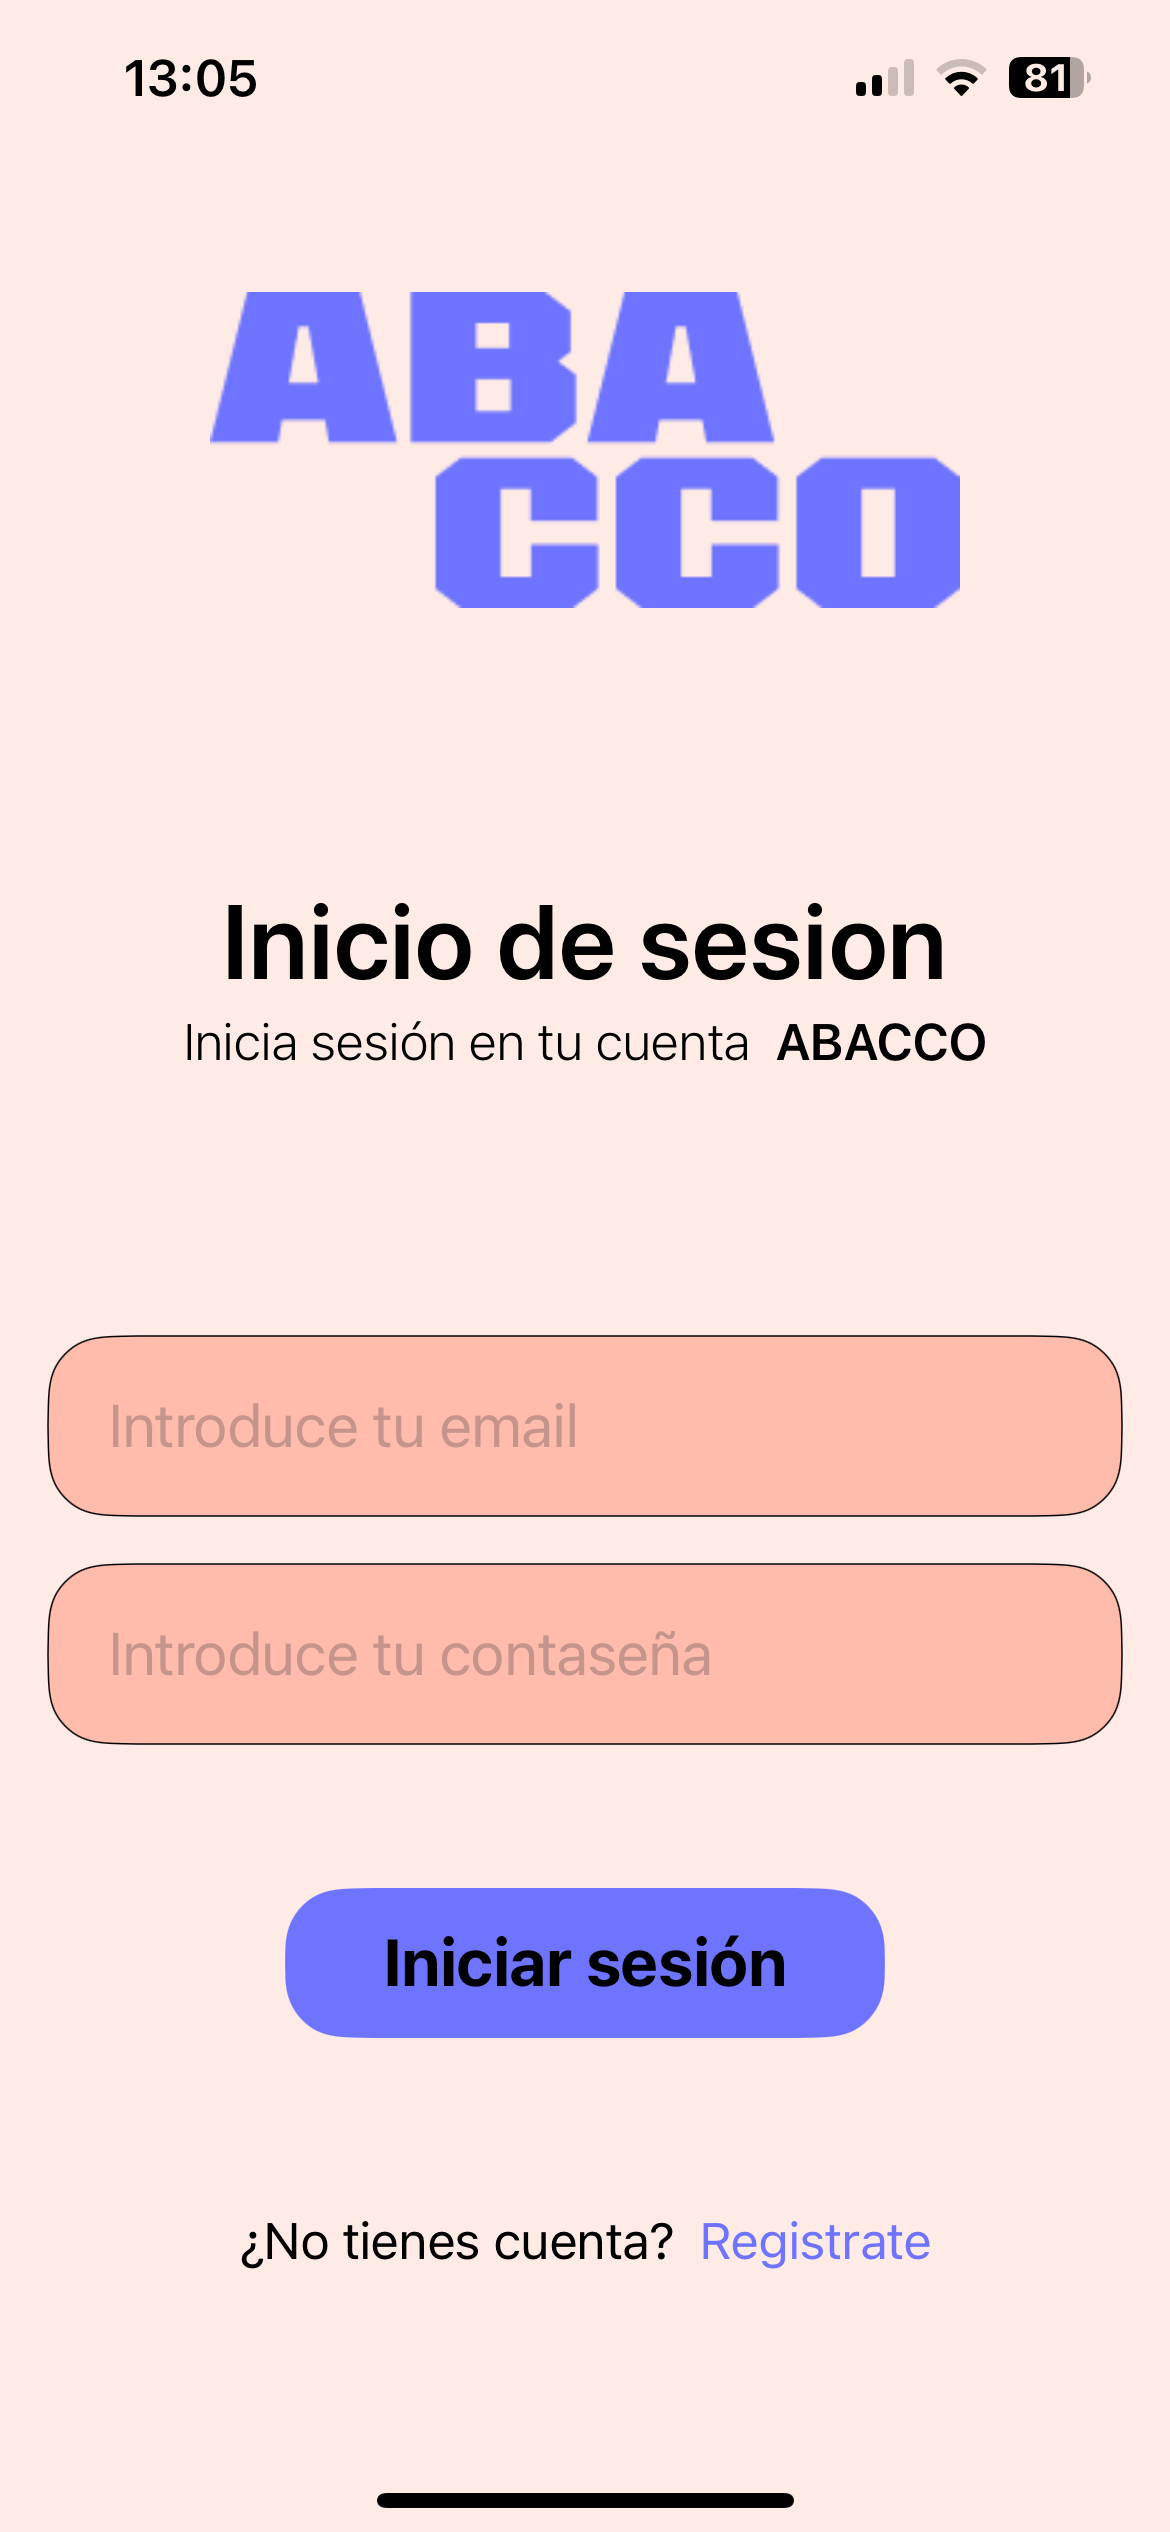 13:05
81
ABA
CCO
Inicio de sesion
Inicia sesión en tu cuenta ABACCO
Introduce tu email
Introduce tu contaseña
Iniciar sesión
¿No tienes cuenta? Registrate